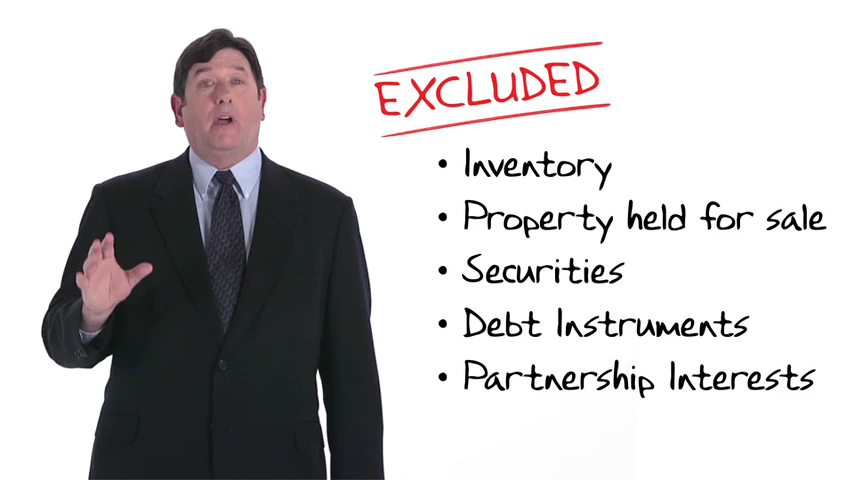 EXCLUDED
• Inventory
• Property held for sale
• Securities
• Debt Instruments
• Partnership Interests